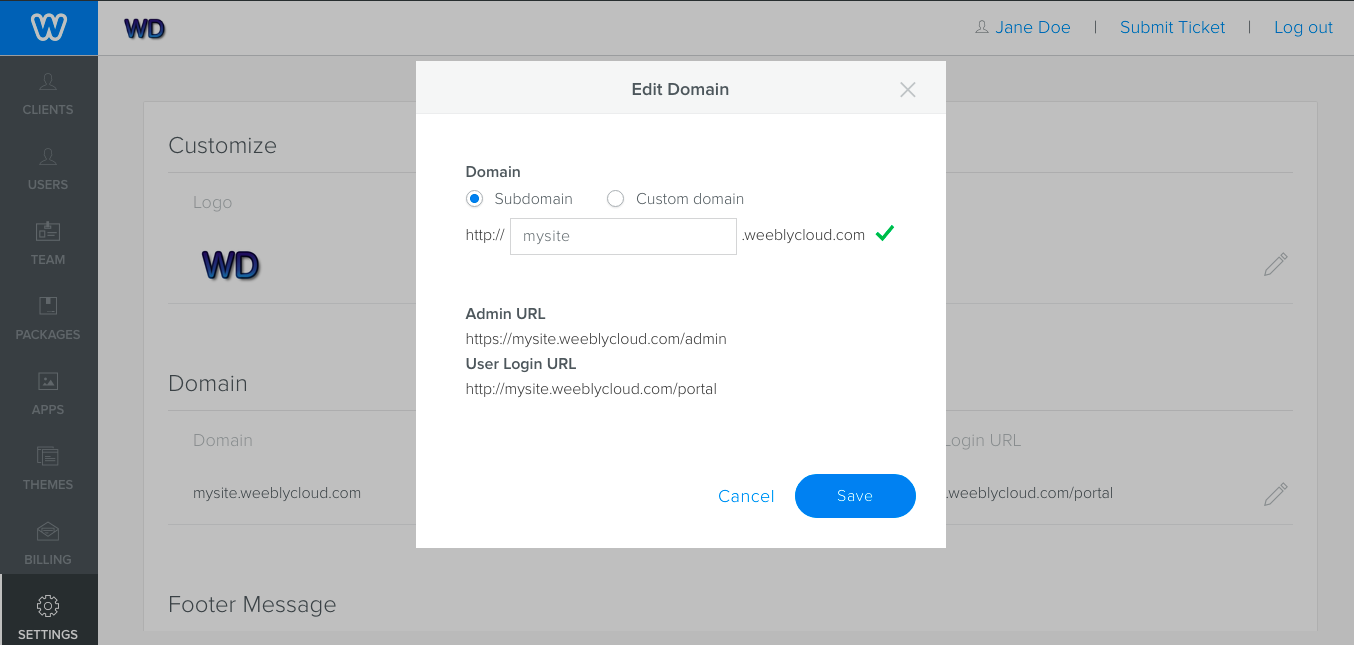 WD
Jane Doe | Submit Ticket | Log out
CLIENTS
USERS
TEAM
PACKAGES
APPS
THEMES
BILLING
SETTINGS
Customize
Logo
WD
Domain
Domain
Login URL
mysite.weeblycloud.com
.weeblycloud.com/portal
Footer Message
Edit Domain
Domain
Subdomain Custom domain
http:// mysite .weeblycloud.com
Admin URL
https://mysite.weeblycloud.com/admin
User Login URL
http://mysite.weeblycloud.com/portal
Cancel Save